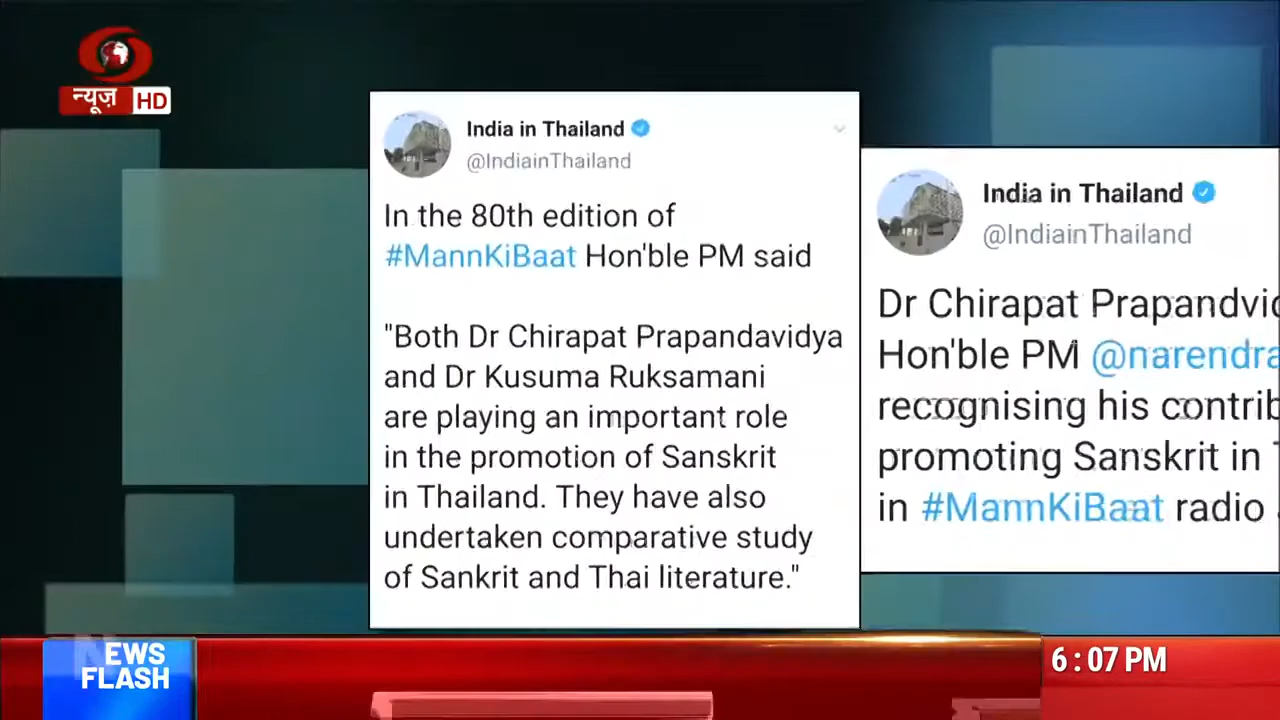 न्यूज़ HD
India in Thailand
@IndiainThailand
In the 80th edition of
#MannKiBaat Hon'ble PM said
"Both Dr Chirapat Prapandavidya
and Dr Kusuma Ruksamani
are playing an important role
in the promotion of Sanskrit
in Thailand. They have also
undertaken comparative study
of Sankrit and Thai literature."
India in Thailand
@IndiainThailand
Dr Chirapat Prapandvid
Hon'ble PM @narendra
recognising his contrib
promoting Sanskrit in
in #MannKiBaat radio
NEWS
FLASH
6:07 PM